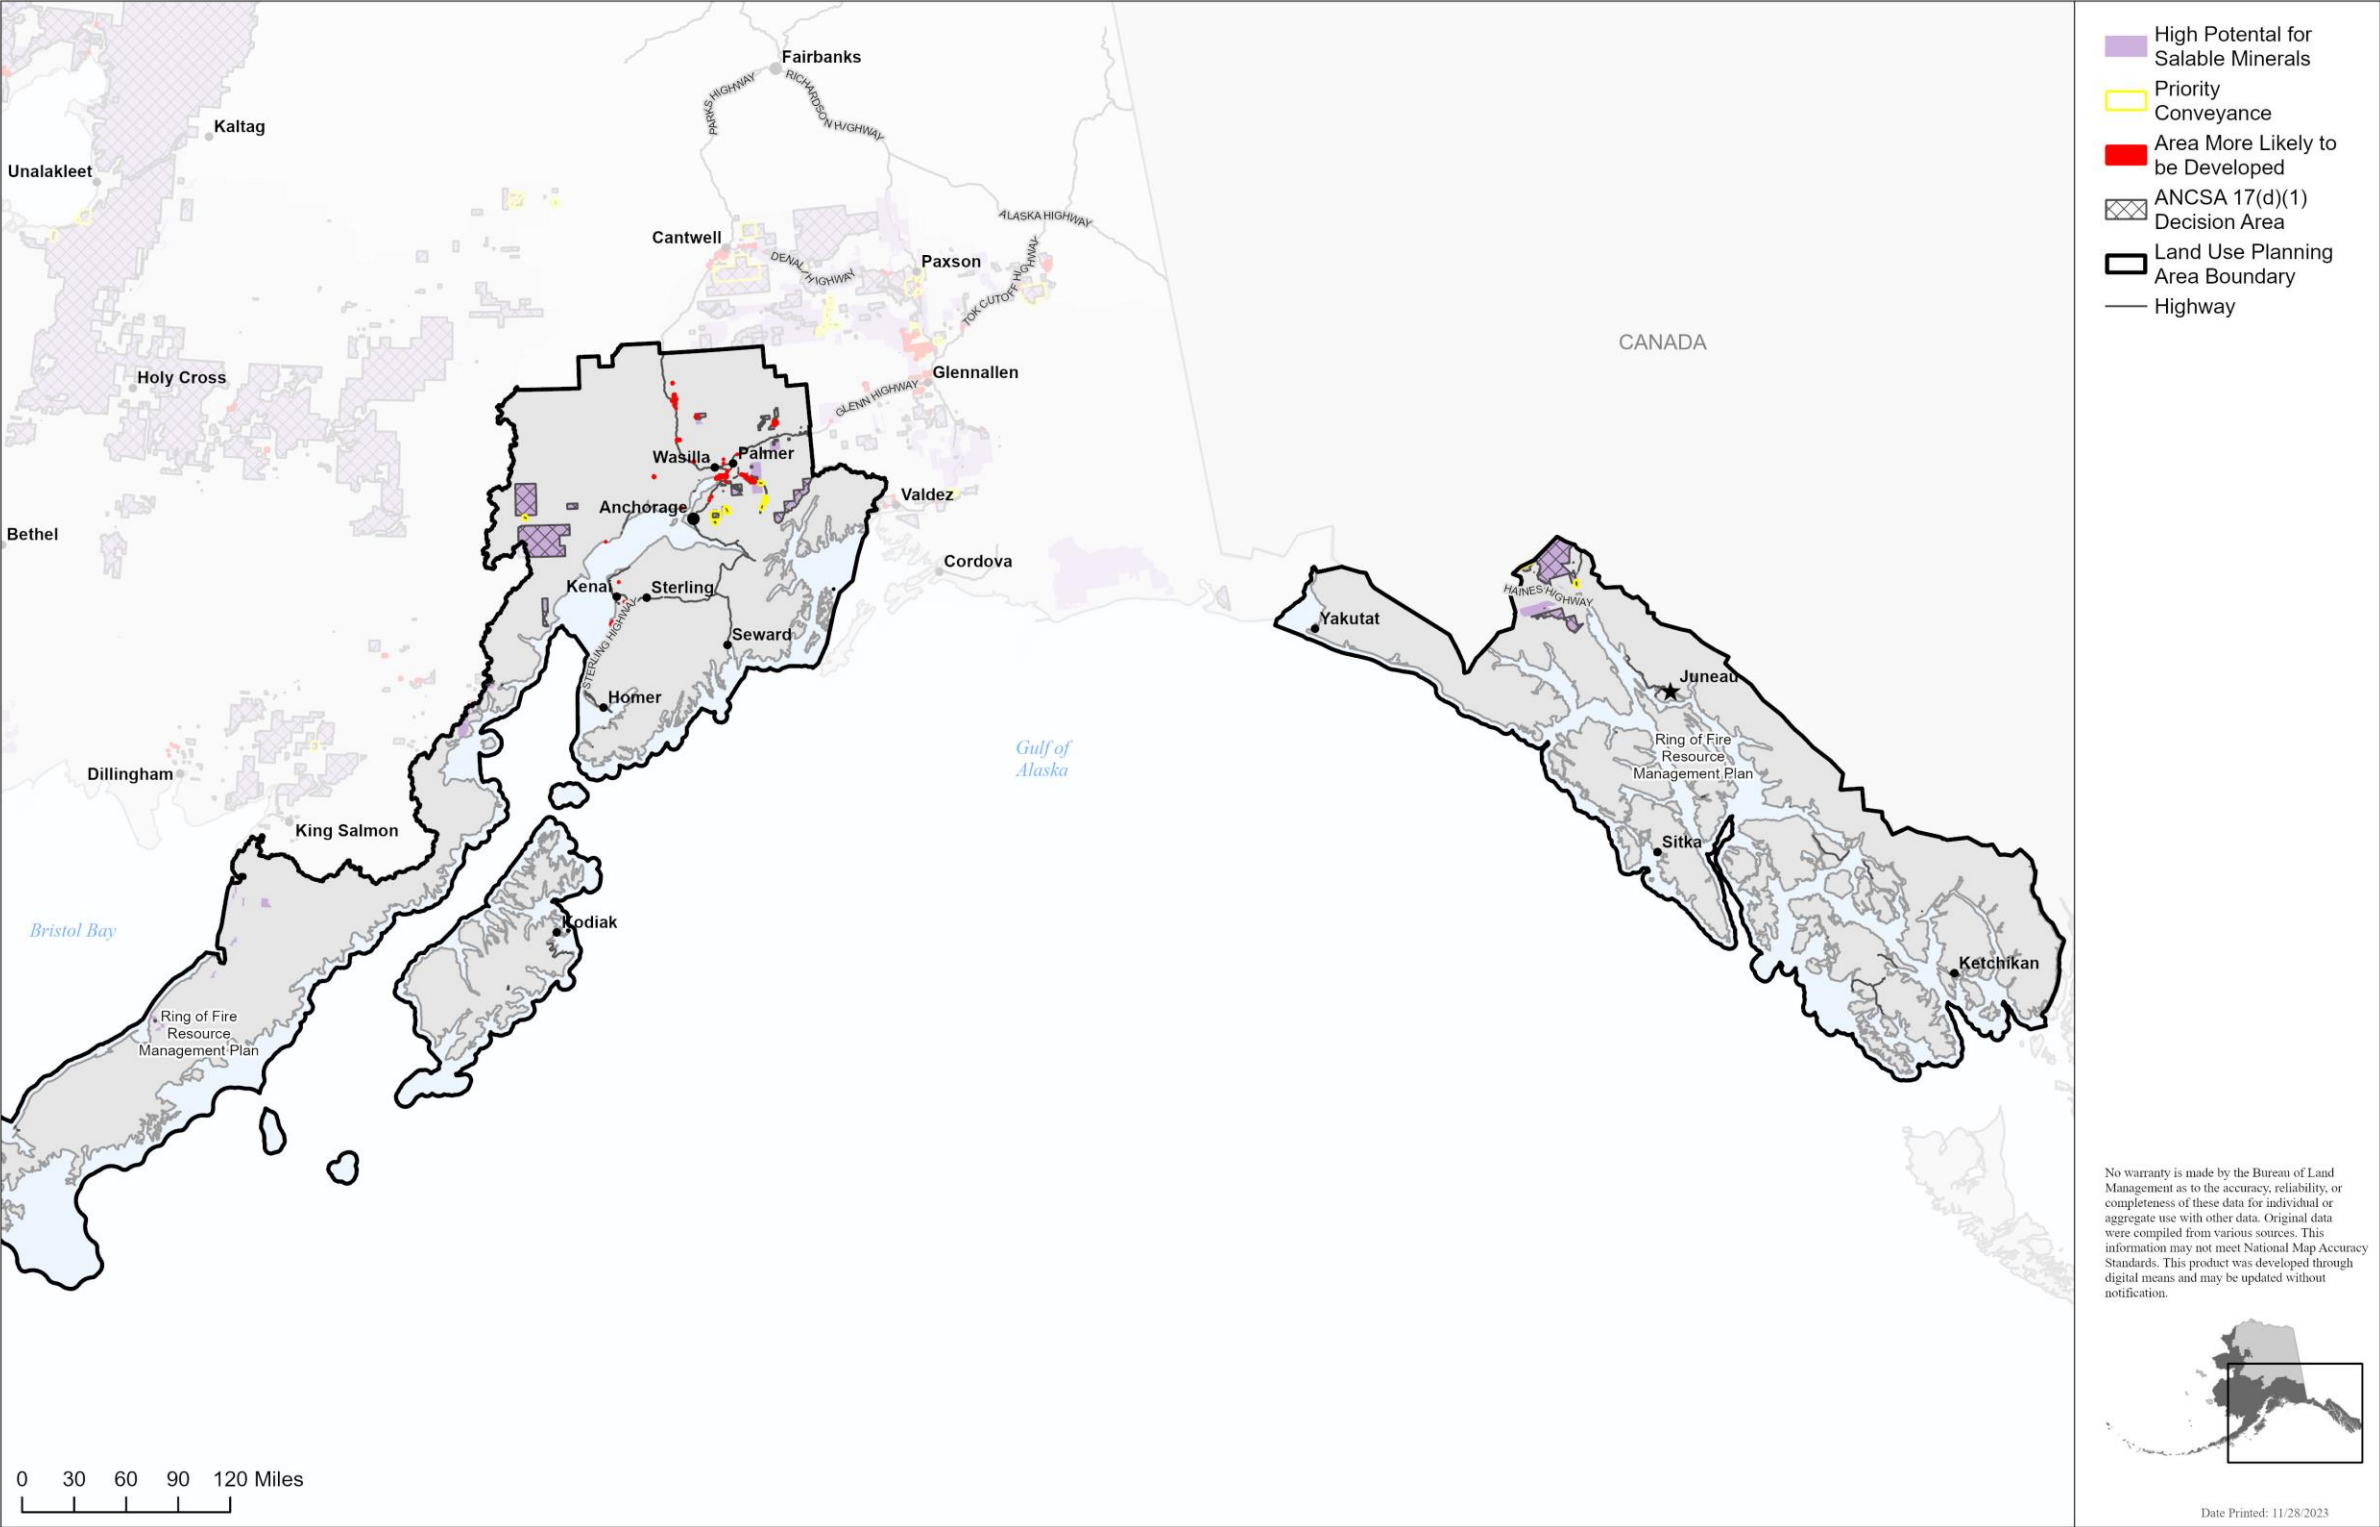 Fairbanks
PARKS HIGHWAY
RICHARDSON HIGHWAY
Kaltag
Unalakleet
ALASKA HIGHWAY
Cantwell
DENALI HIGHWAY
Paxson
TOK CUTOFF HIGHWAY
CANADA
Holy Cross
Glennallen
GLENN HIGHWAY
Wasilla
Palmer
Anchorage
Valdez
Bethel
Cordova
Kenai
Sterling
HAINES HIGHWAY
Yakutat
STERLING HIGHWAY
Seward
Juneau
Homer
Gulf of
Alaska
Ring of Fire
Resource
Management Plan
Dillingham
King Salmon
Sitka
Kodiak
Bristol Bay
Ketchikan
Ring of Fire
Resource
Management Plan
0 30 60 90 120 Miles
High Potental for
Salable Minerals
Priority
Conveyance
Area More Likely to
be Developed
ANCSA 17(d)(1)
Decision Area
Land Use Planning
Area Boundary
Highway
No warranty is made by the Bureau of Land
Management as to the accuracy, reliability, or
completeness of these data for individual or
aggregate use with other data. Original data
were compiled from various sources. This
information may not meet National Map Accuracy
Standards. This product was developed through
digital means and may be updated without
notification.
Date Printed: 11/28/2023